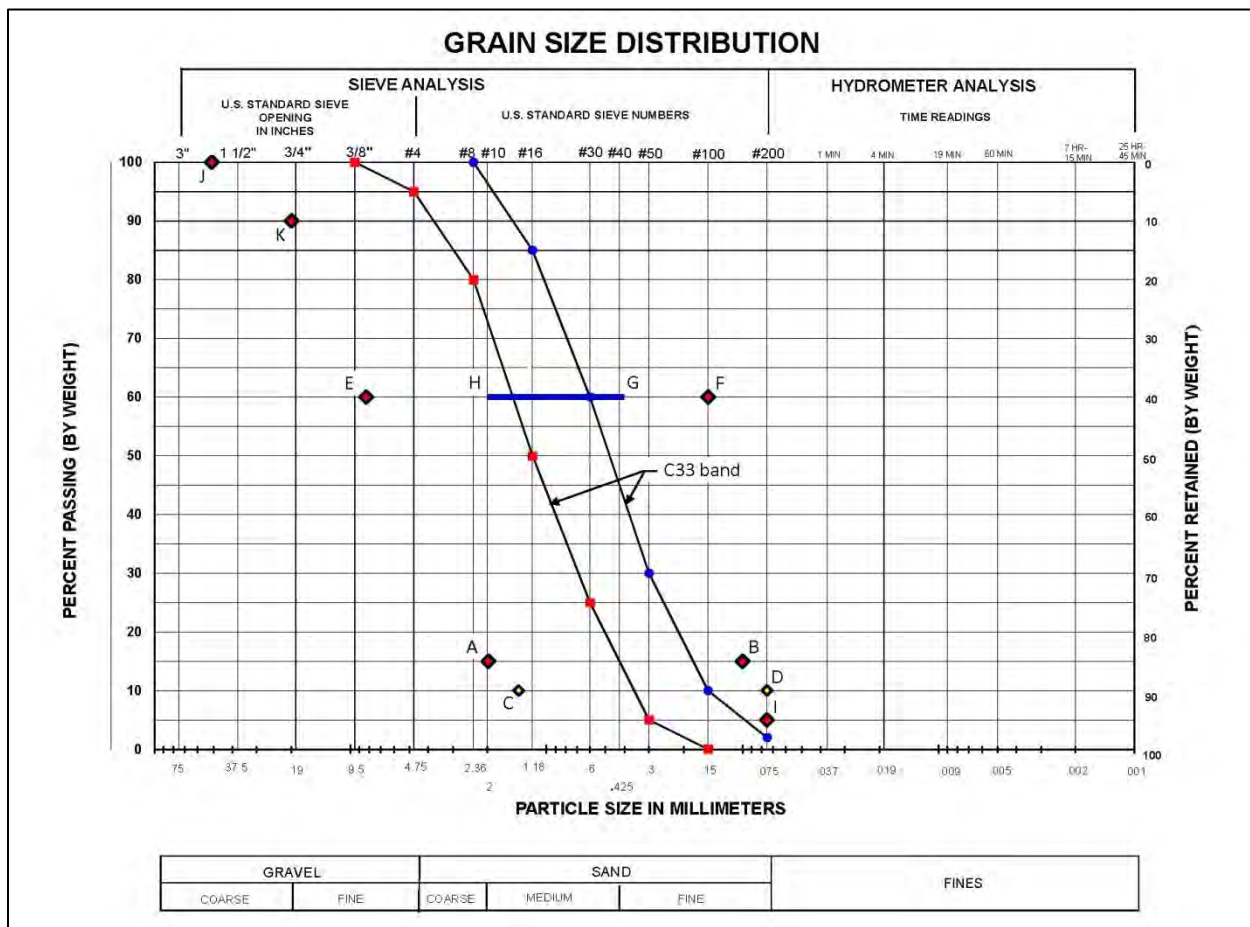 GRAIN SIZE DISTRIBUTION
SIEVE ANALYSIS
HYDROMETER ANALYSIS
U.S. STANDARD SIEVE
OPENING
IN INCHES
U.S. STANDARD SIEVE NUMBERS
TIME READINGS
3" 1 1/2" 3/4" 3/8" #4 #8 #10 #16 #30 #40 #50 #100 #200 1 MIN 4 MIN 19 MIN 60 MIN 7 HR- 15 MIN 25 HR- 45 MIN
100 0
J
90 10
K
80 20
70 30
E H G F
60 40
50 50
C33 band
40 60
30 70
20 80
A B
C D
10 90
I
0 100
75 37 5 19 9 5 4.75 2.36 2 1 18 6 .425 3 15 075 037 019 009 005 .002 .001
PERCENT PASSING (BY WEIGHT)
PERCENT RETAINED (BY WEIGHT)
PARTICLE SIZE IN MILLIMETERS
GRAVEL SAND FINES
COARSE FINE COARSE MEDIUM FINE